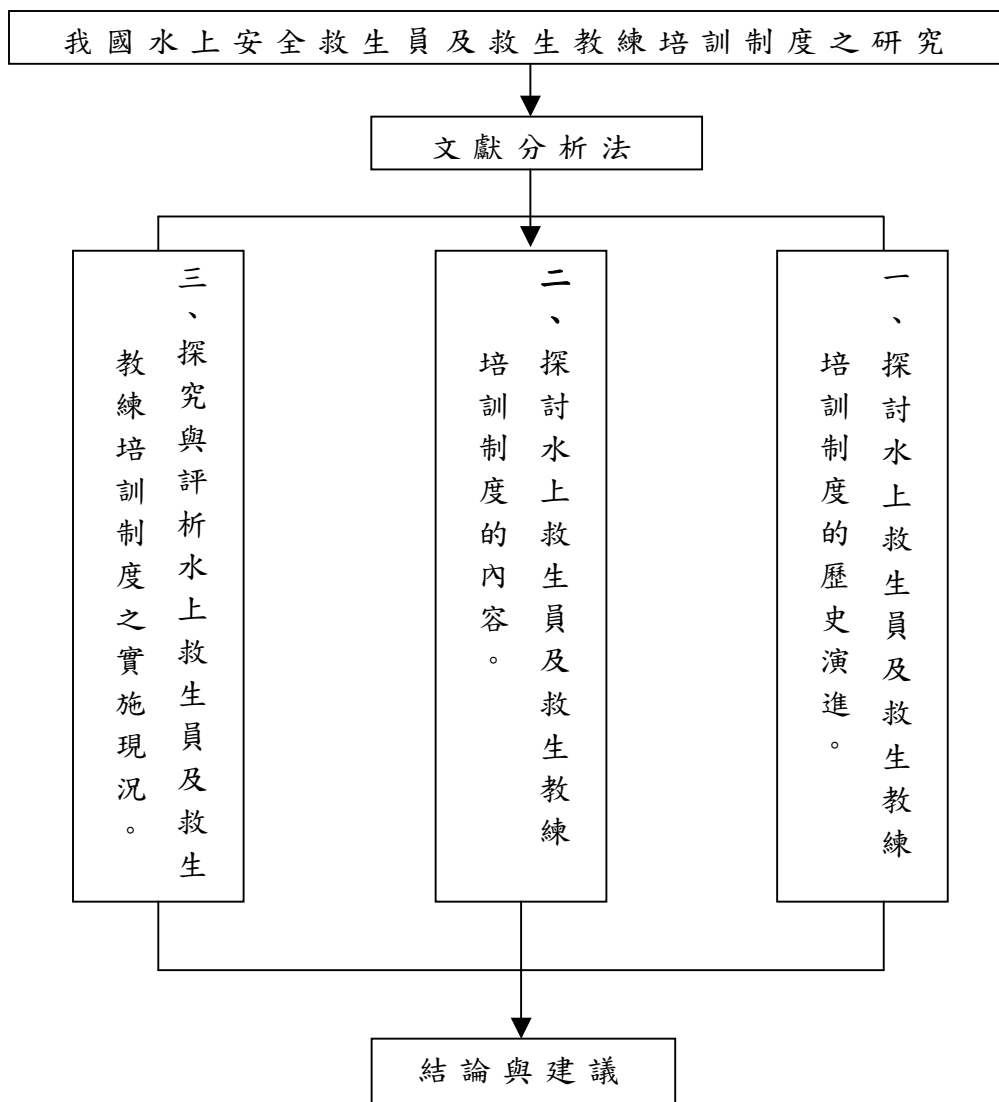 我國水上安全救生員及救生教練培訓制度之研究
文獻分析法
一、探討水上救生員及救生教練
培訓制度的歷史演進。
二、探討水上救生員及救生教練
培訓制度的內容。
三、探究與評析水上救生員及救生
教練培訓制度之實施現況。
結論與建議